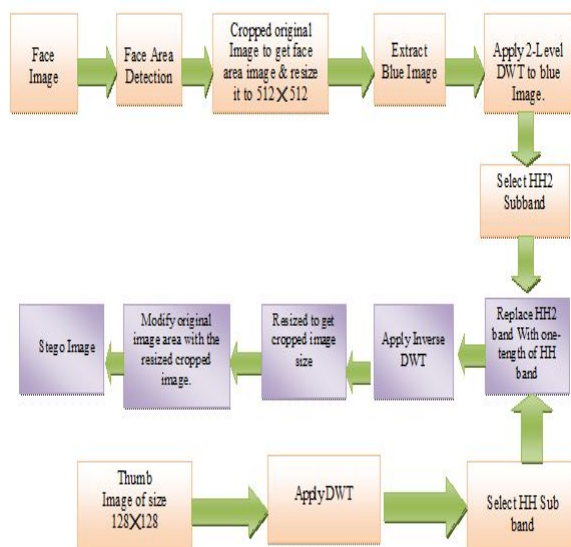 Face
Image
Face Area
Detection
Cropped original
Image to get face
area image & resize
it to 512X512
Extract
Blue Image
Apply 2-Level
DWT to blue
Image.
Select HH2
Subband
Replace HH2
band With one-
length of HH
band
Apply Inverse
DWT
Resized to get
cropped image
size
Modify original
image area with the
resized cropped
image.
Stego Image
Thumb
Image of size
128X128
ApplyDWT
Select HH Sub
band